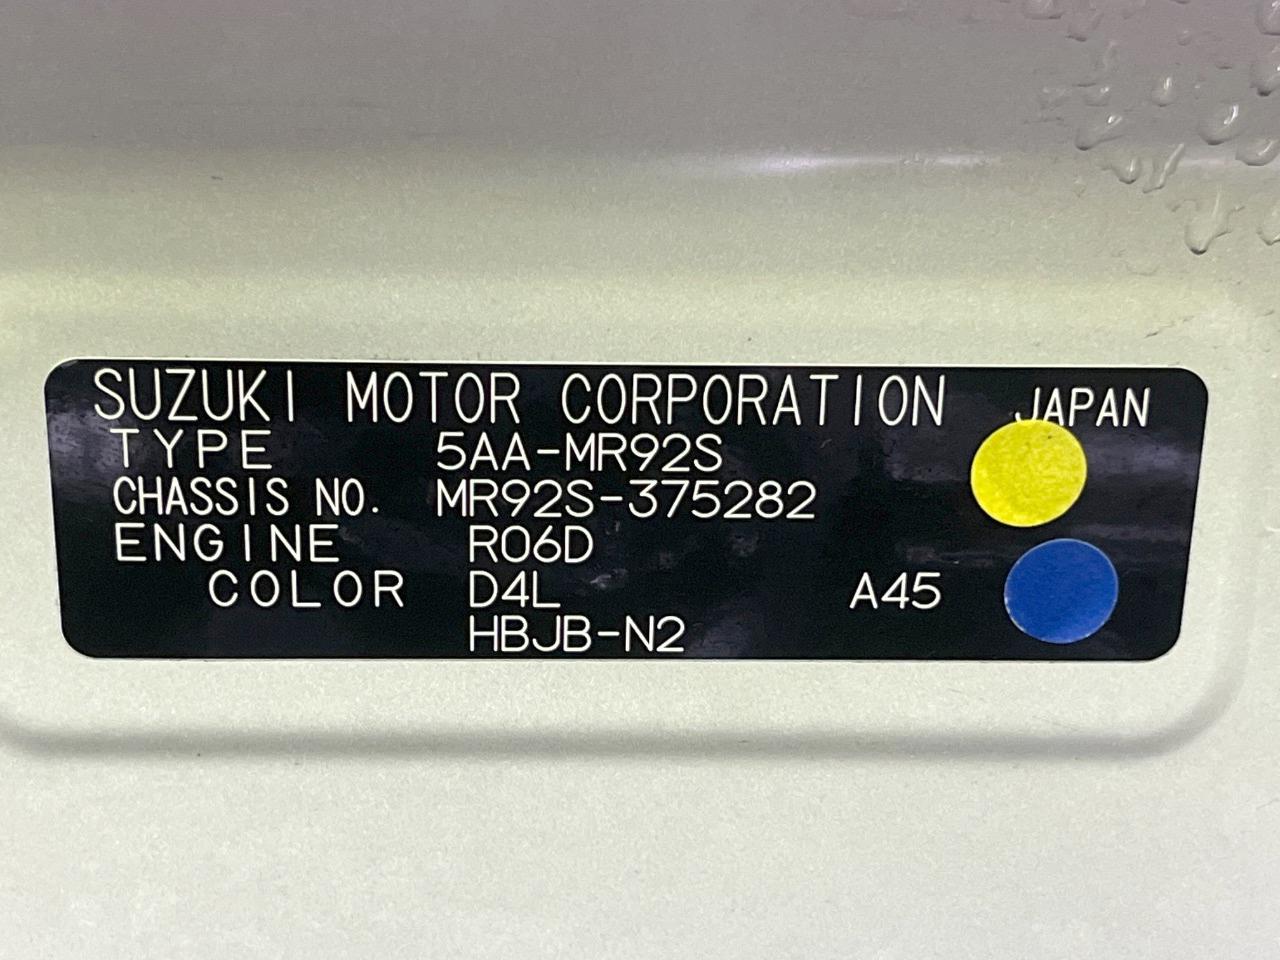 SUZUKI MOTOR CORPORATION JAPAN
TYPE 5AA-MR92S
CHASSIS NO. MR92S-375282
ENGINE R06D
COLOR D4L A45
HBJB-N2